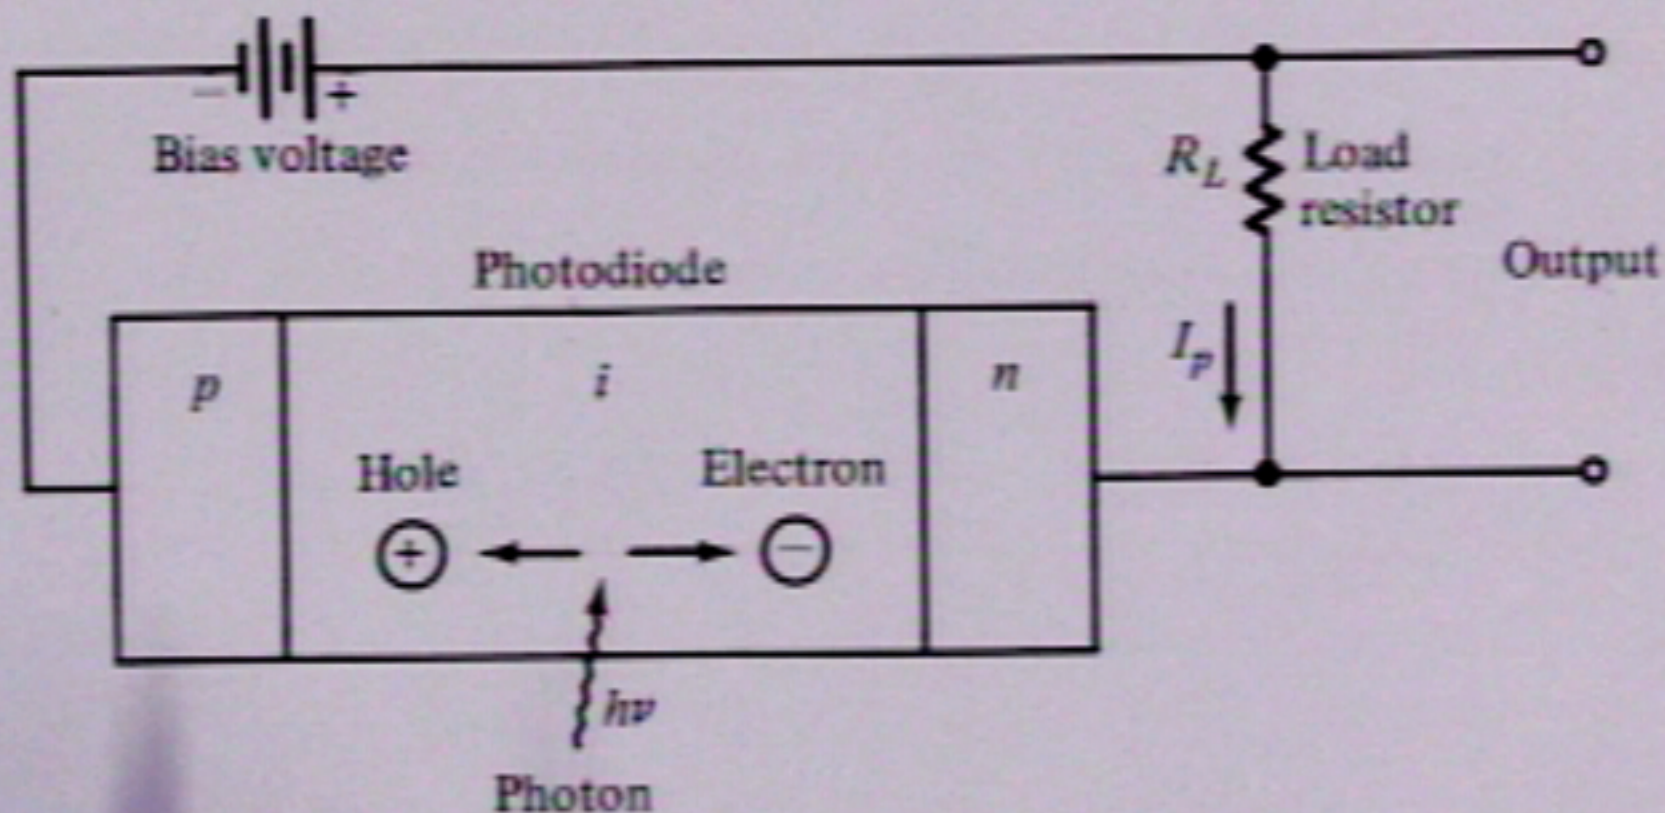 − +
Bias voltage
R_L Load
resistor
Output
Photodiode
I_p
p i n
Hole Electron
+ −
hν
Photon